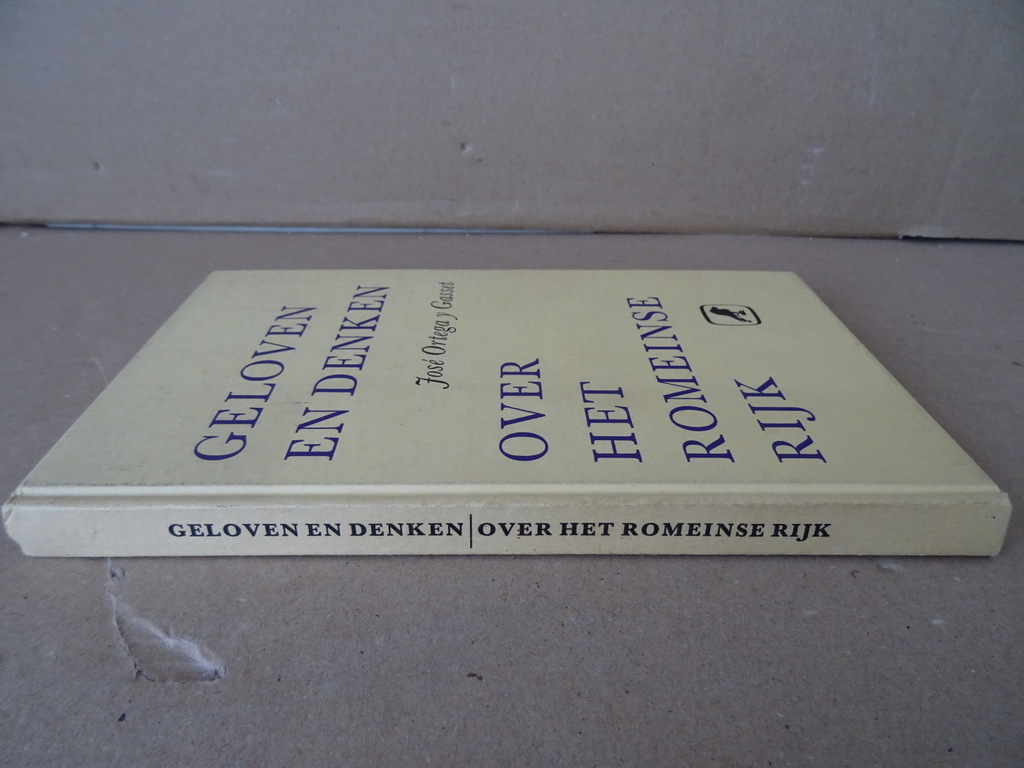 GELOVEN
EN DENKEN
José Ortega y Gasset
OVER
HET
ROMEINSE
RIJK
GELOVEN EN DENKEN | OVER HET ROMEINSE RIJK